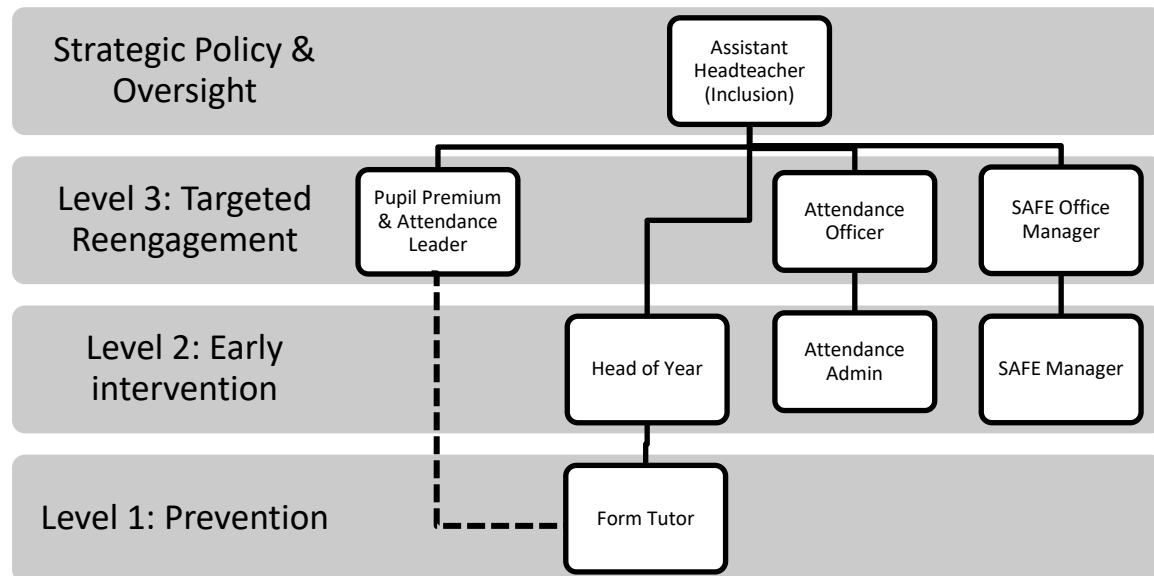 Strategic Policy &
Oversight
Assistant
Headteacher
(Inclusion)
Level 3: Targeted
Reengagement
Pupil Premium
& Attendance
Leader
Attendance
Officer
SAFE Office
Manager
Level 2: Early
intervention
Head of Year
Attendance
Admin
SAFE Manager
Level 1: Prevention
Form Tutor